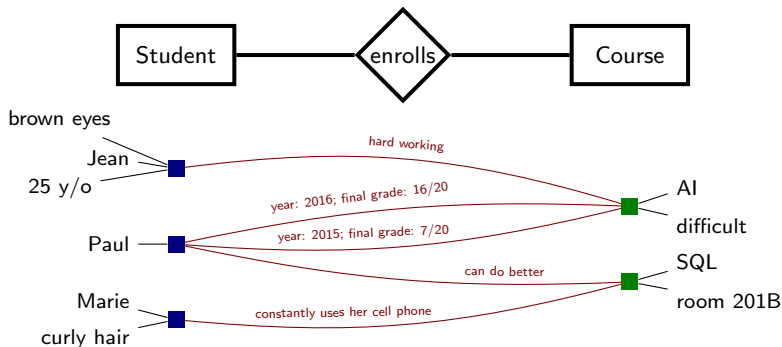 Student
enrolls
Course
brown eyes
Jean
25 y/o
hard working
AI
difficult
year: 2016; final grade: 16/20
year: 2015; final grade: 7/20
Paul
can do better
SQL
room 201B
Marie
curly hair
constantly uses her cell phone